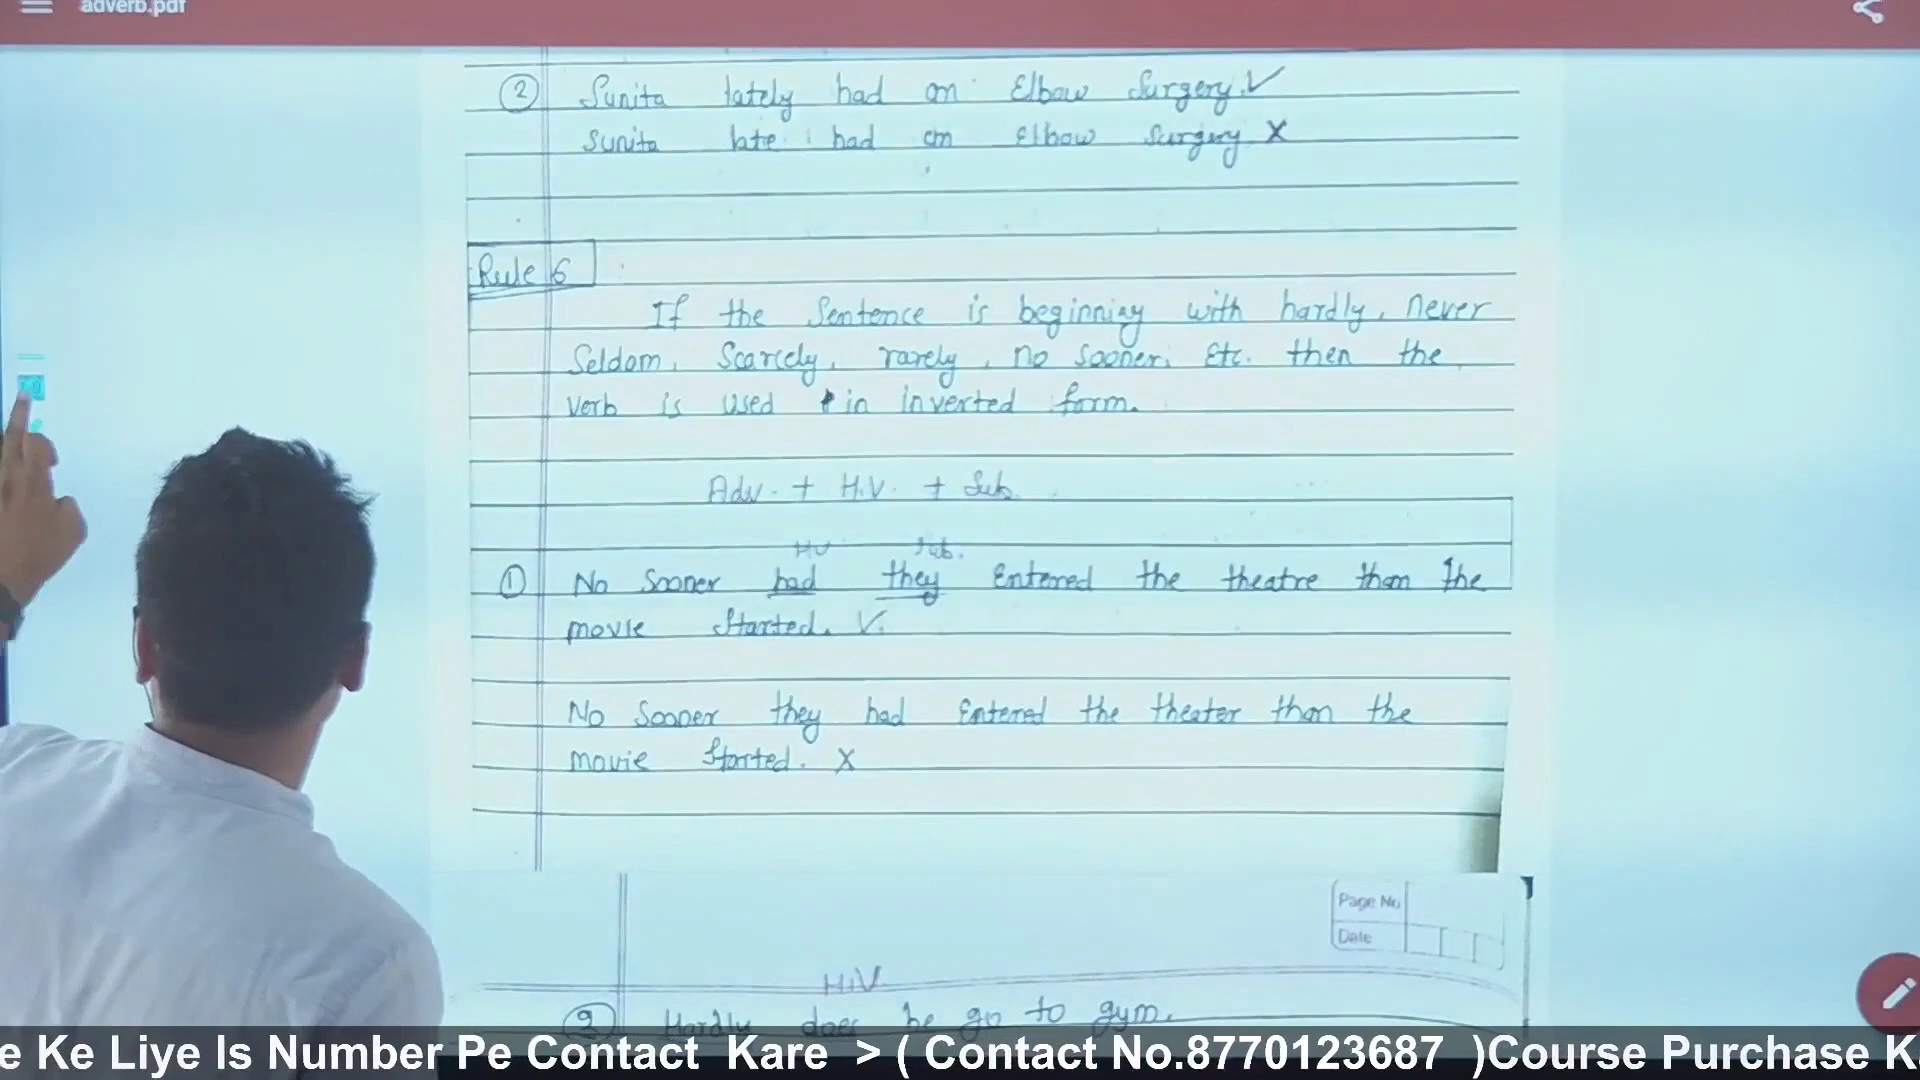 adverb.pdf
② Sunita lately had an Elbow Surgery. ✓
Sunita late had an Elbow Surgery X
Rule 6
If the Sentence is beginning with hardly, never
Seldom, Scarcely, rarely, no sooner, Etc. then the
verb is used in inverted form.
Adv. + H.V. + Sub.
HV Sub.
① No Sooner had they Entered the theatre than the
movie Started. ✓
No Sooner they had Entered the theater than the
movie Started. X
Page No
Date
H.V.
② Hardly does he go to gym.
e Ke Liye Is Number Pe Contact Kare > ( Contact No.8770123687 )Course Purchase K